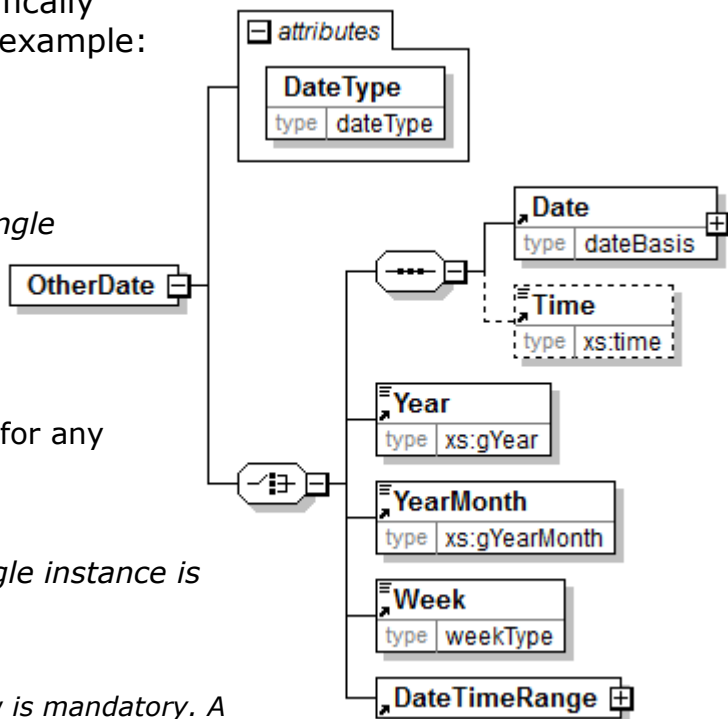 fically
example:
ngle
for any
gle instance is
is mandatory. A
attributes
DateType
type dateType
OtherDate
Date
type dateBasis
Time
type xs:time
Year
type xs:gYear
YearMonth
type xs:gYearMonth
Week
type weekType
DateTimeRange